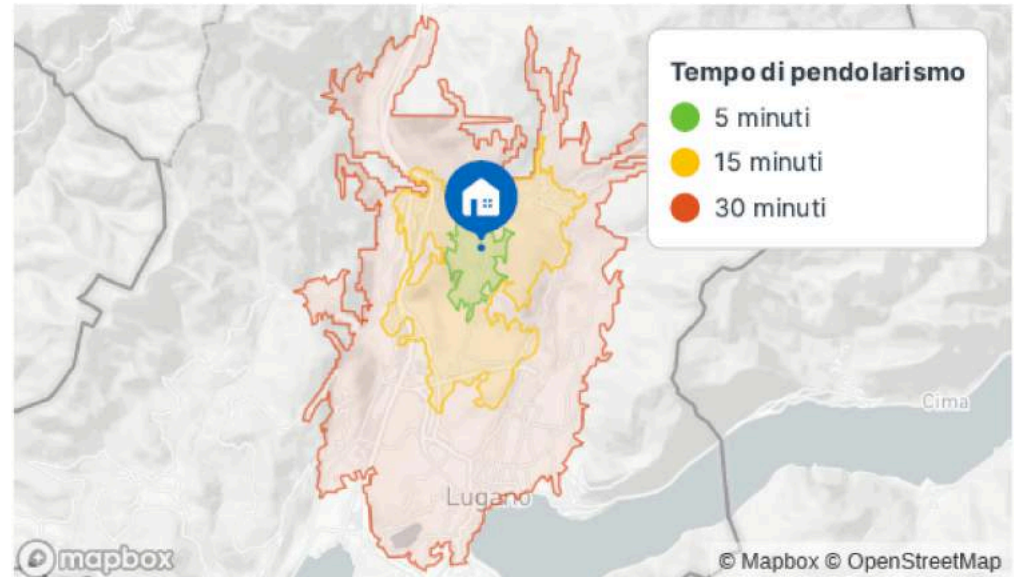 Tempo di pendolarismo
5 minuti
15 minuti
30 minuti
Cima
Lugano
mapbox
© Mapbox © OpenStreetMap